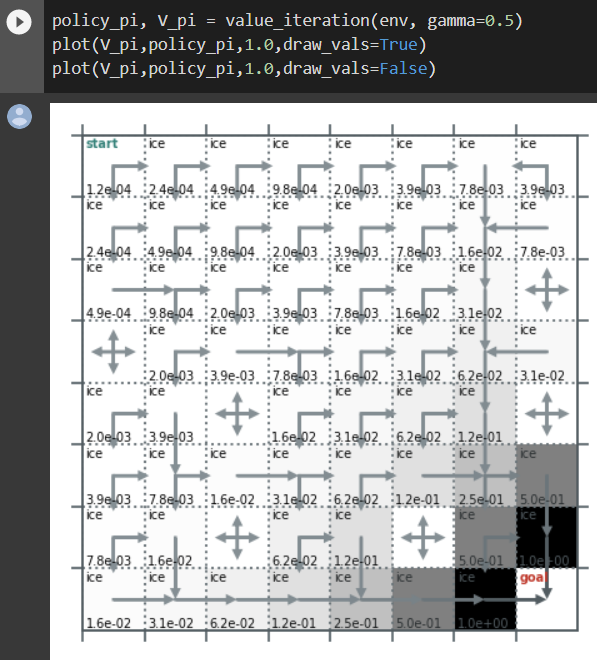 policy_pi, V_pi = value_iteration(env, gamma=0.5)
plot(V_pi,policy_pi,1.0,draw_vals=True)
plot(V_pi,policy_pi,1.0,draw_vals=False)
start ice ice ice ice ice ice ice
1.2e-04 2.4e-04 4.9e-04 9.8e-04 2.0e-03 3.9e-03 7.8e-03 3.9e-03
ice ice ice ice ice ice ice ice
2.4e-04 4.9e-04 9.8e-04 2.0e-03 3.9e-03 7.8e-03 1.6e-02 7.8e-03
ice ice ice ice ice ice ice
4.9e-04 9.8e-04 2.0e-03 3.9e-03 7.8e-03 1.6e-02 3.1e-02
ice ice ice ice ice ice ice
2.0e-03 3.9e-03 7.8e-03 1.6e-02 3.1e-02 6.2e-02 3.1e-02
ice ice ice ice ice ice
2.0e-03 3.9e-03 1.6e-02 3.1e-02 6.2e-02 1.2e-01
ice ice ice ice ice ice ice ice
3.9e-03 7.8e-03 1.6e-02 3.1e-02 6.2e-02 1.2e-01 2.5e-01 5.0e-01
ice ice ice ice ice ice
7.8e-03 1.6e-02 6.2e-02 1.2e-01 5.0e-01 1.0e+00
ice ice ice ice ice ice ice goal
1.6e-02 3.1e-02 6.2e-02 1.2e-01 2.5e-01 5.0e-01 1.0e+00